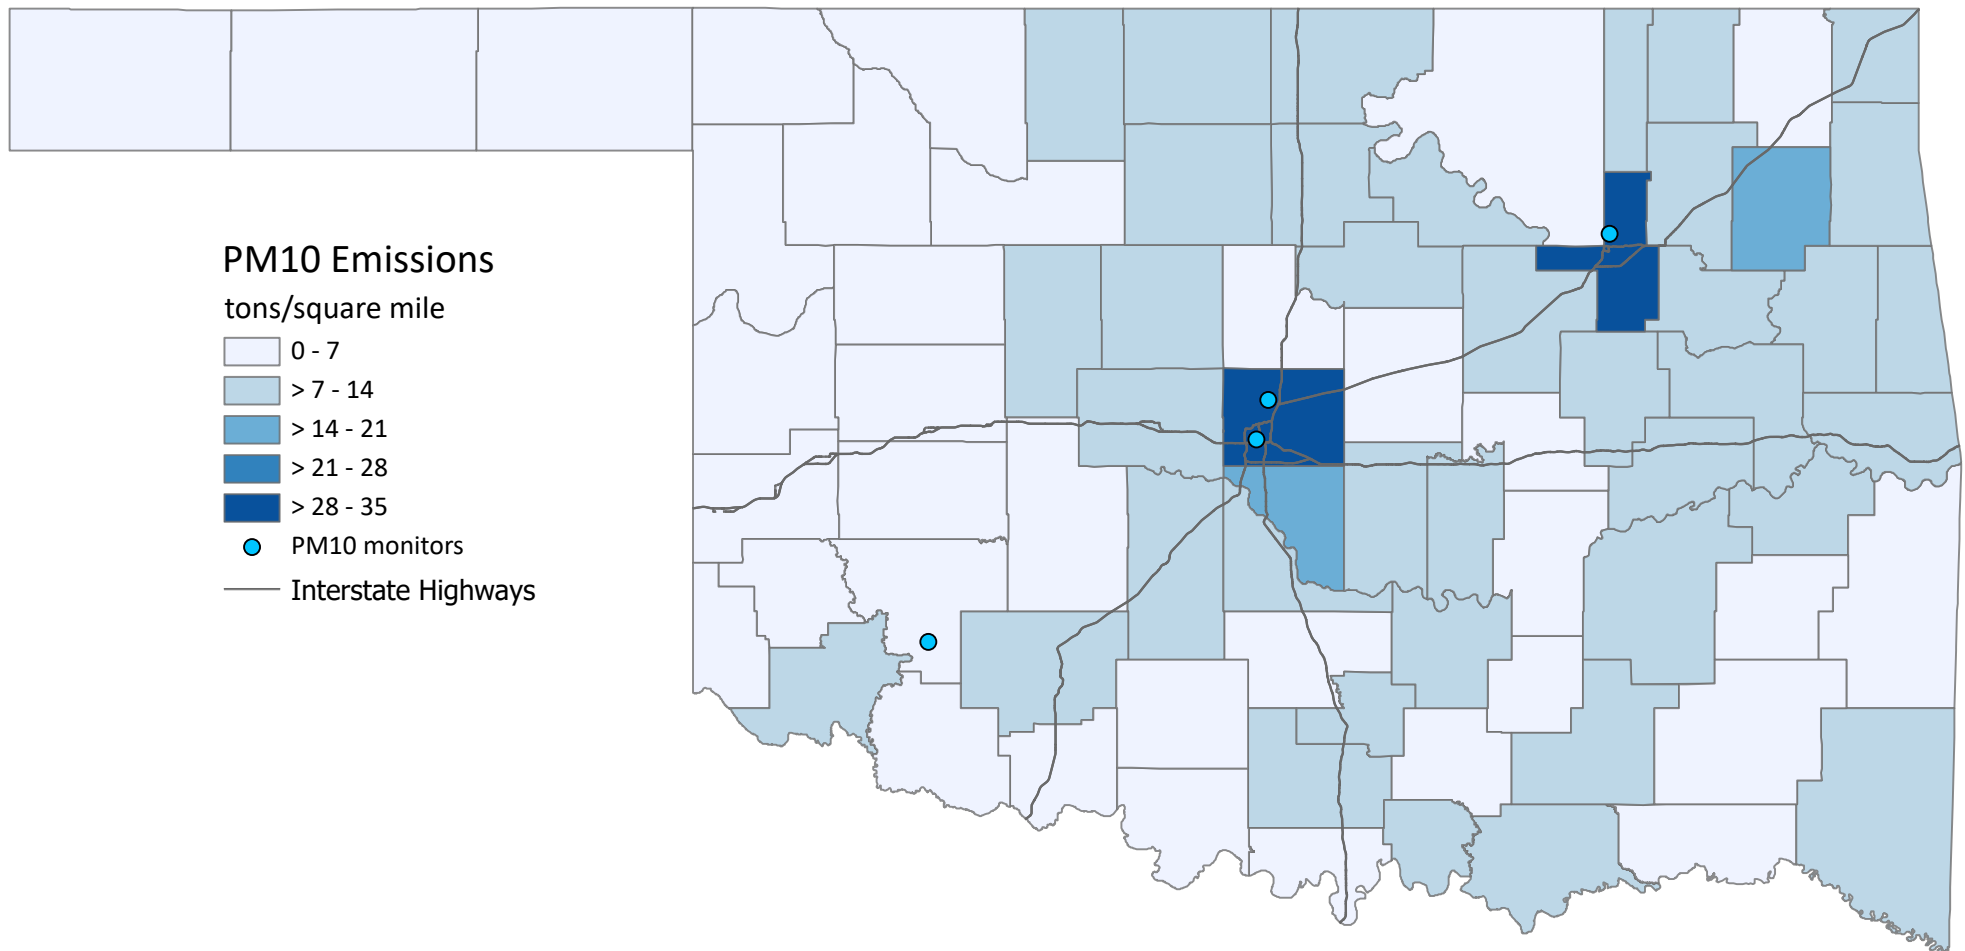 PM10 Emissions
tons/square mile
0 - 7
> 7 - 14
> 14 - 21
> 21 - 28
> 28 - 35
PM10 monitors
Interstate Highways